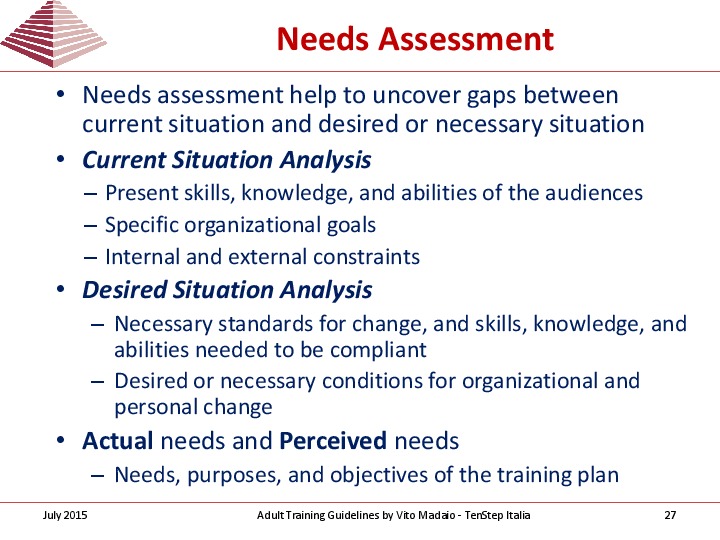 Needs Assessment
• Needs assessment help to uncover gaps between
current situation and desired or necessary situation
• Current Situation Analysis
– Present skills, knowledge, and abilities of the audiences
– Specific organizational goals
– Internal and external constraints
• Desired Situation Analysis
– Necessary standards for change, and skills, knowledge, and
abilities needed to be compliant
– Desired or necessary conditions for organizational and
personal change
• Actual needs and Perceived needs
– Needs, purposes, and objectives of the training plan
July 2015 Adult Training Guidelines by Vito Madaio - TenStep Italia 27